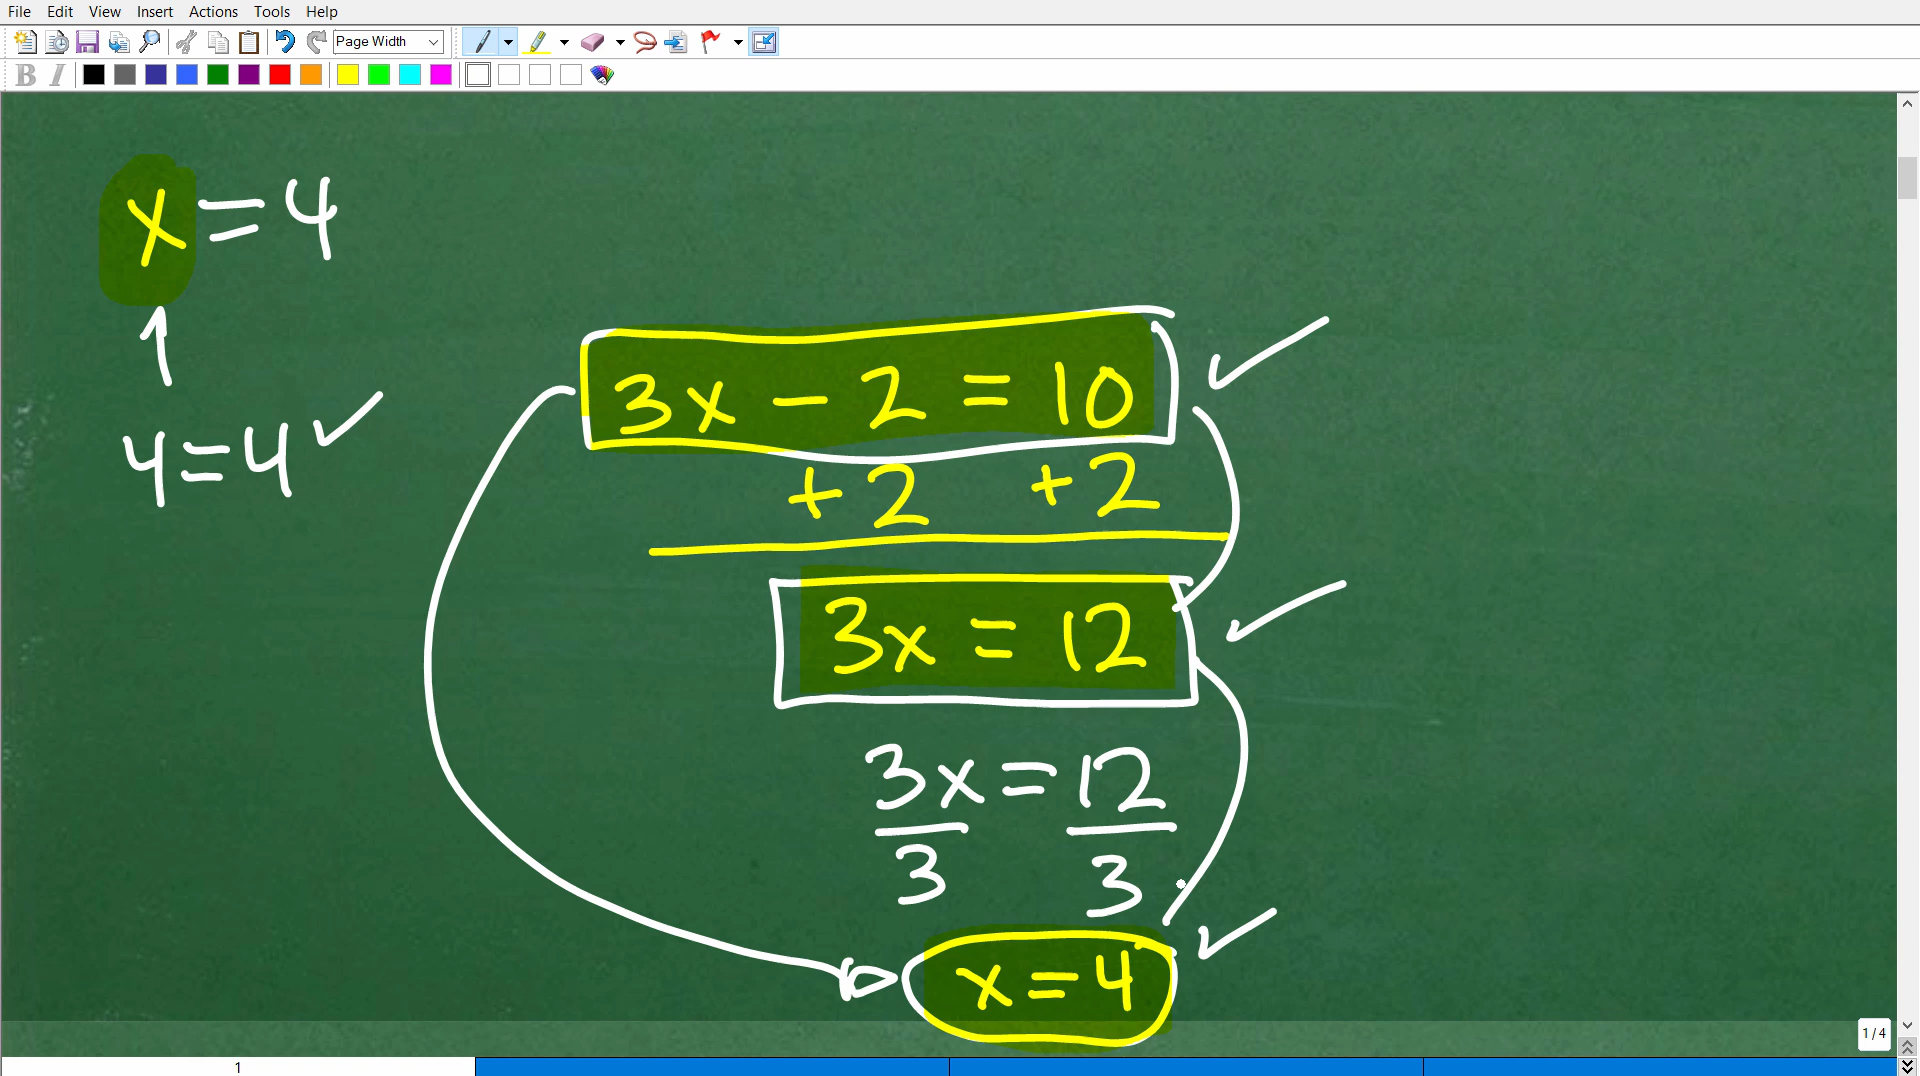 File Edit View Insert Actions Tools Help
Page Width
B I
x = 4
4 = 4
3x - 2 = 10
+ 2 + 2
3x = 12
3x = 12
3 3
x = 4
1 / 4
1